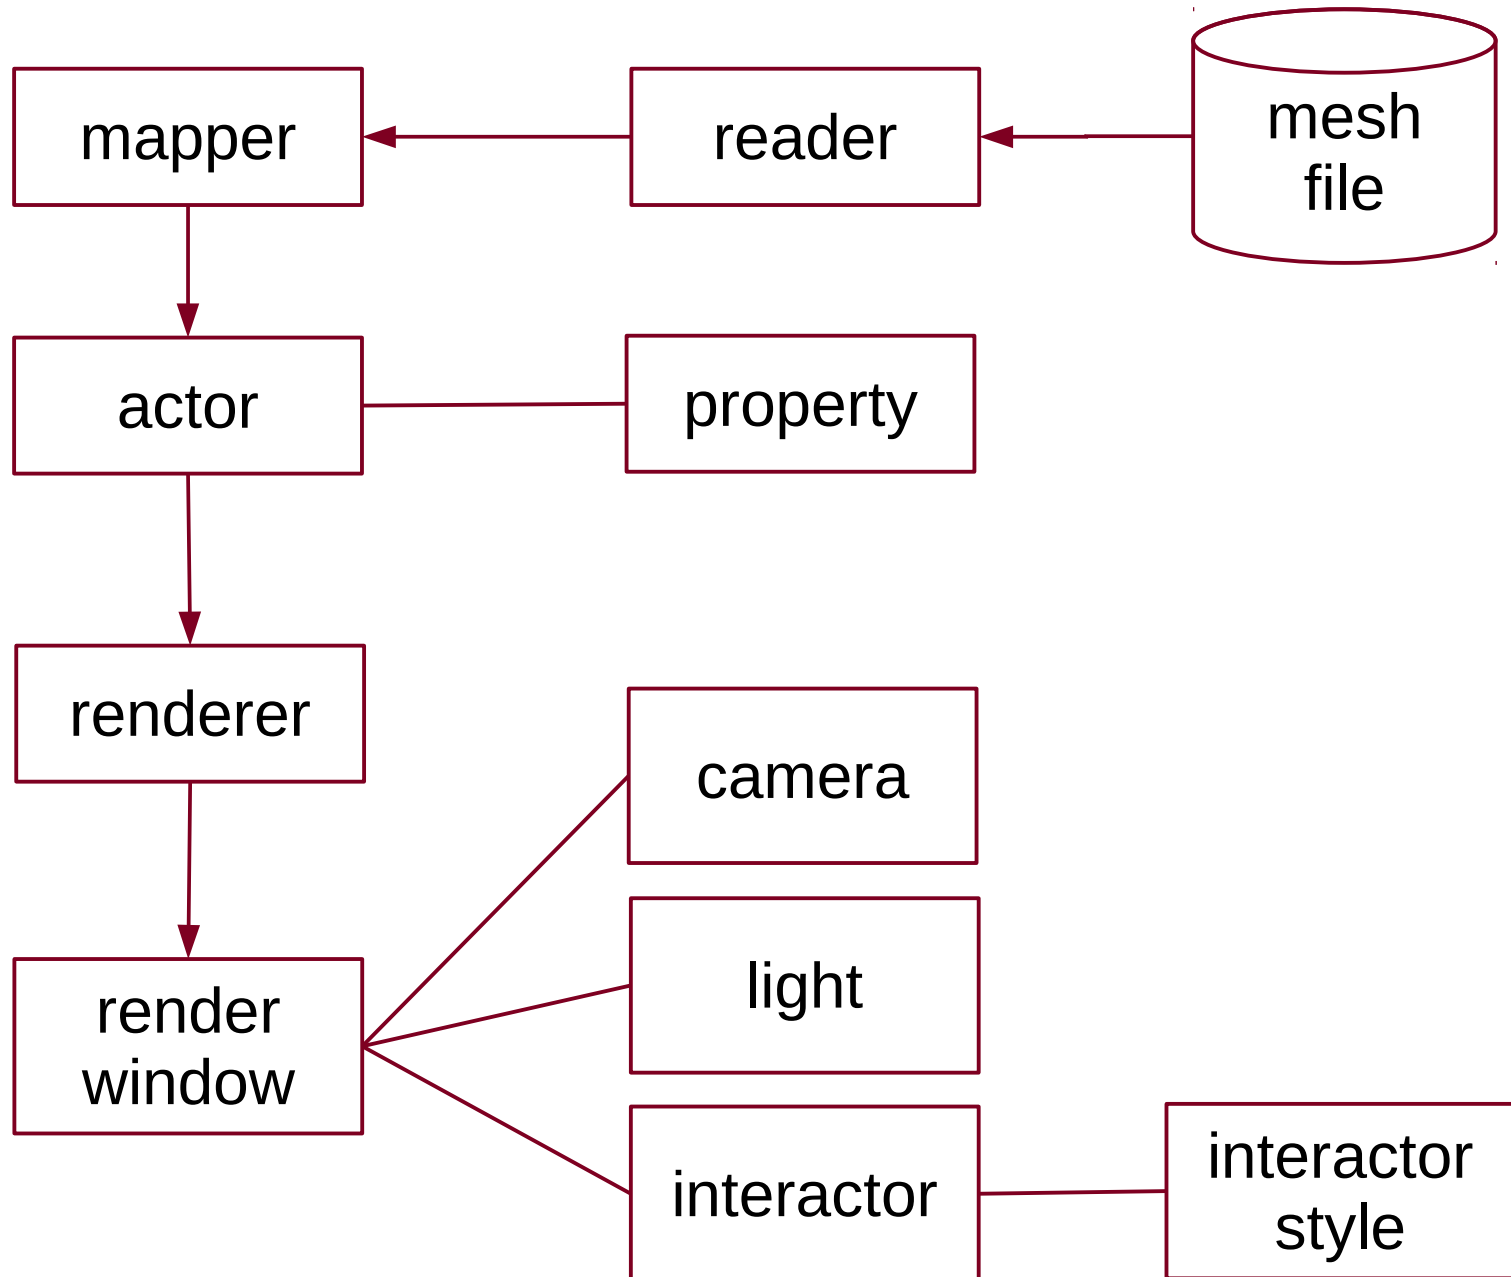 mapper
reader
mesh
file
actor
property
renderer
camera
render
window
light
interactor
interactor
style